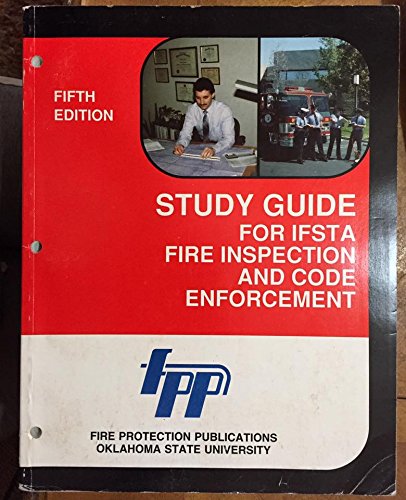 FIFTH
EDITION
STUDY GUIDE
FOR IFSTA
FIRE INSPECTION
AND CODE
ENFORCEMENT
fpp
FIRE PROTECTION PUBLICATIONS
OKLAHOMA STATE UNIVERSITY